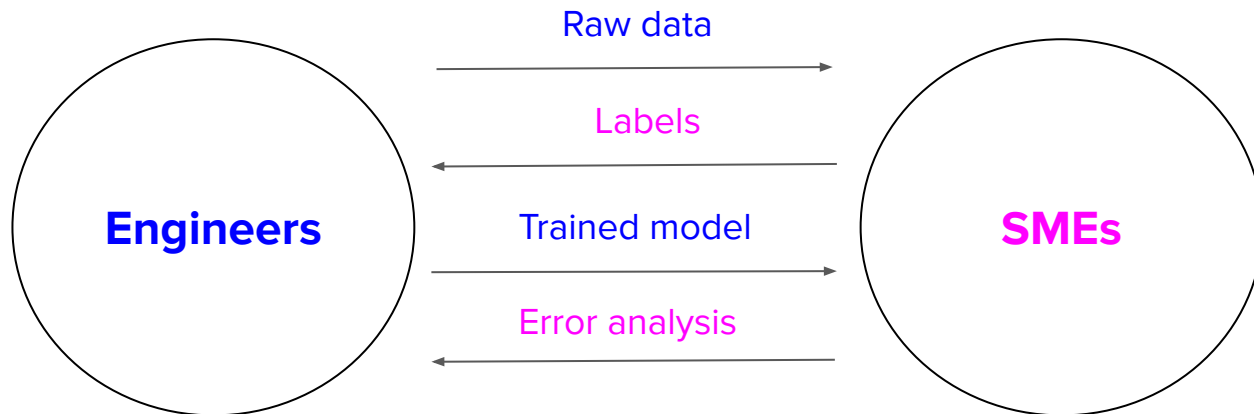 Raw data
Labels
Engineers
Trained model
SMEs
Error analysis